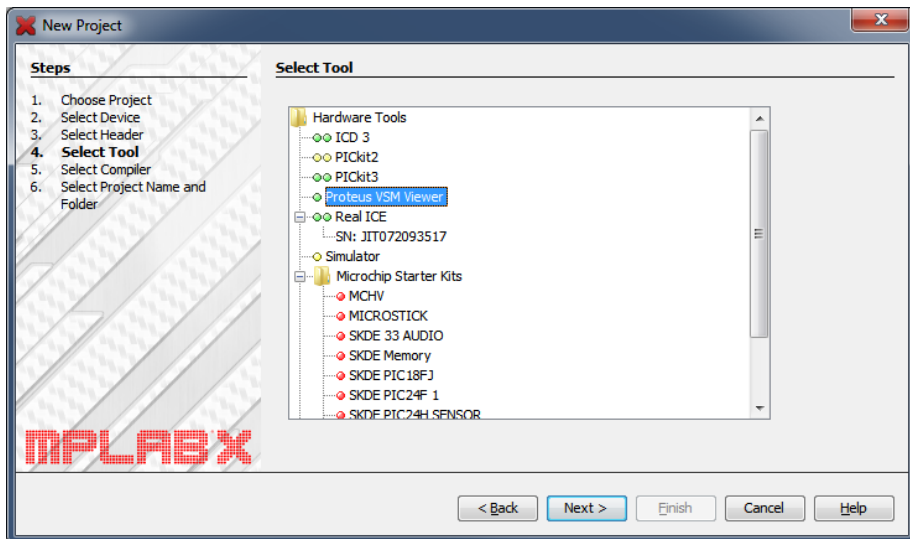 New Project
Steps
1. Choose Project
2. Select Device
3. Select Header
4. Select Tool
5. Select Compiler
6. Select Project Name and
Folder
Select Tool
Hardware Tools
ICD 3
PICkit2
PICkit3
Proteus VSM Viewer
Real ICE
SN: JIT072093517
Simulator
Microchip Starter Kits
MCHV
MICROSTICK
SKDE 33 AUDIO
SKDE Memory
SKDE PIC18FJ
SKDE PIC24F 1
SKDE PIC24H SENSOR
MPLAB X
< Back
Next >
Finish
Cancel
Help